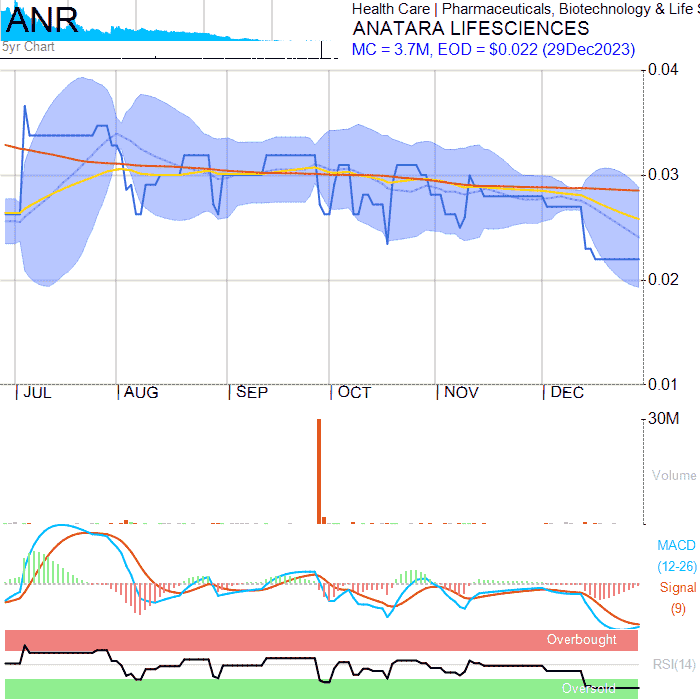 ANR
Health Care | Pharmaceuticals, Biotechnology & Life S
ANATARA LIFESCIENCES
5yr Chart
MC = 3.7M, EOD = $0.022 (29Dec2023)
0.04
0.03
0.02
0.01
| JUL | AUG | SEP | OCT | NOV | DEC
30M
Volume
MACD
(12-26)
Signal
(9)
Overbought
RSI(14)
Oversold